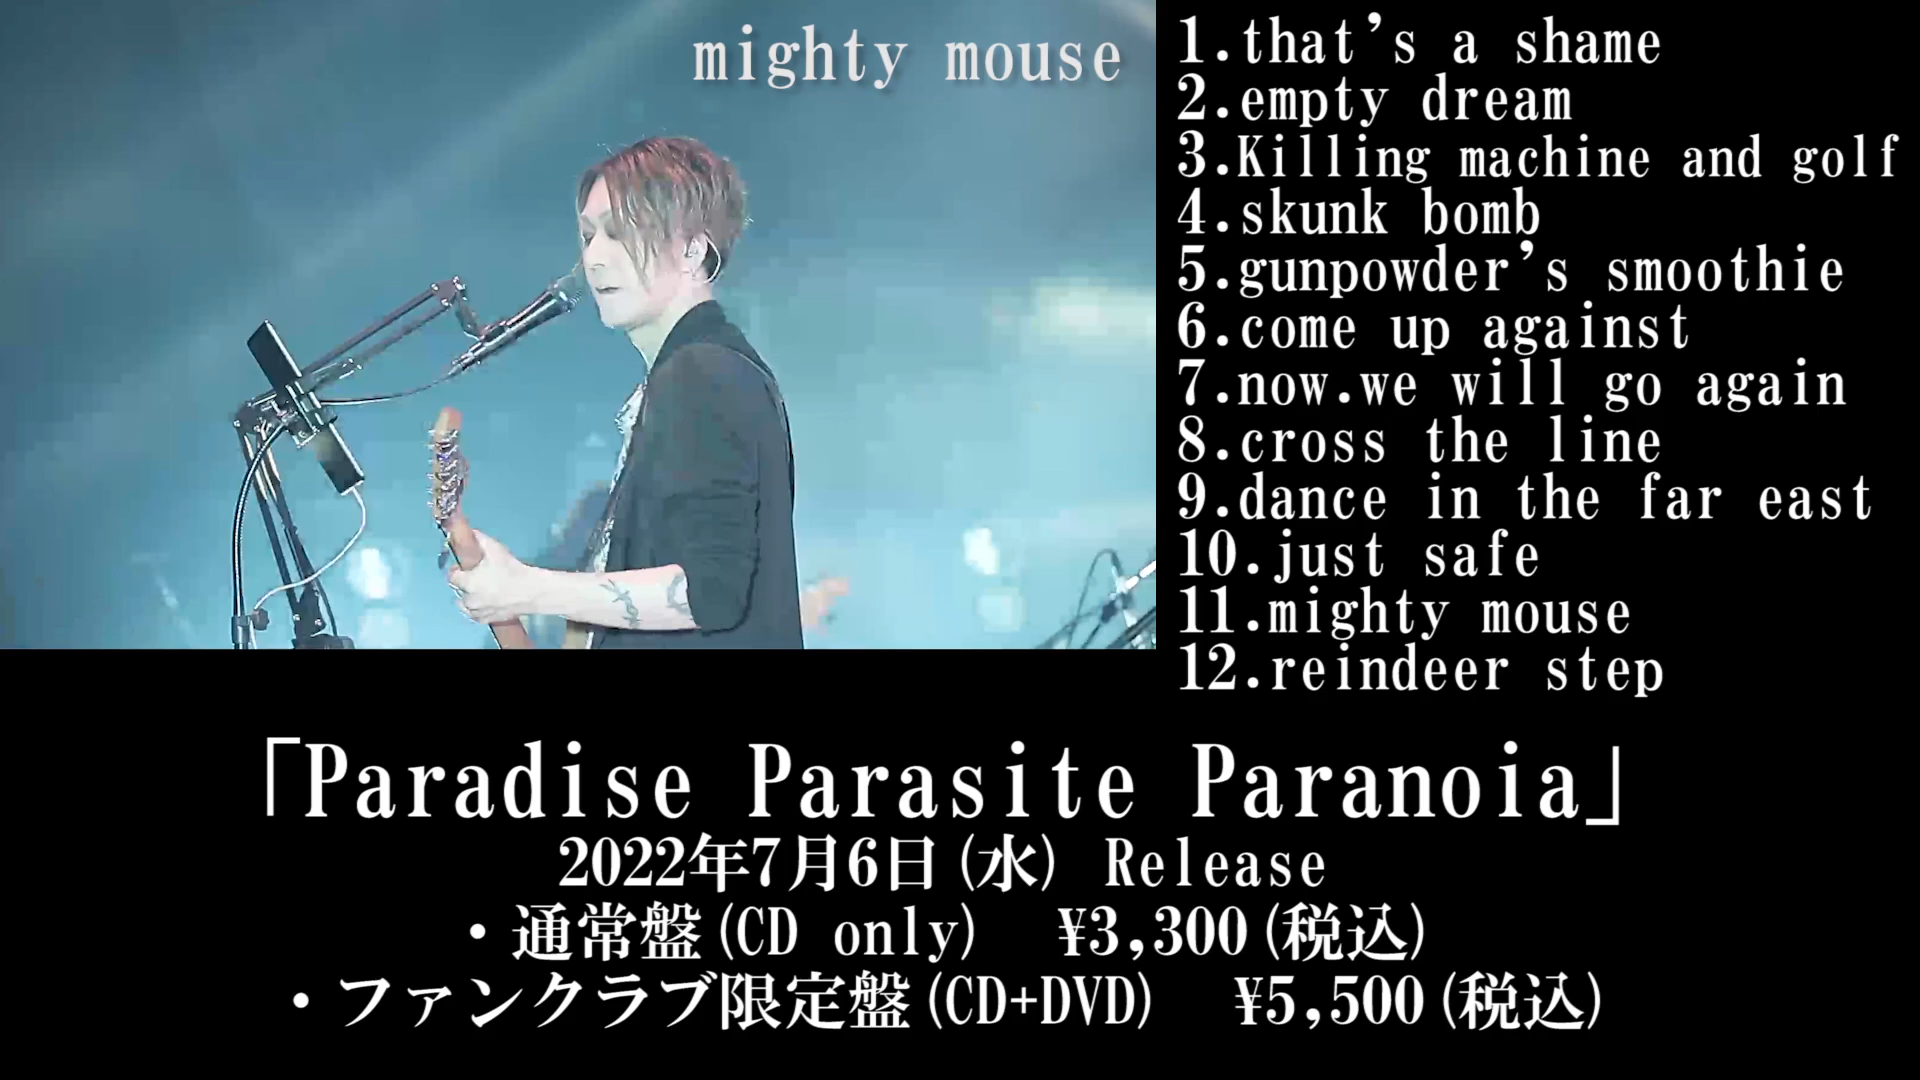 mighty mouse
1.that’s a shame
2.empty dream
3.Killing machine and golf
4.skunk bomb
5.gunpowder’s smoothie
6.come up against
7.now.we will go again
8.cross the line
9.dance in the far east
10.just safe
11.mighty mouse
12.reindeer step
「Paradise Parasite Paranoia」
2022年7月6日(水) Release
・通常盤(CD only)　¥3,300(税込)
・ファンクラブ限定盤(CD+DVD)　¥5,500(税込)